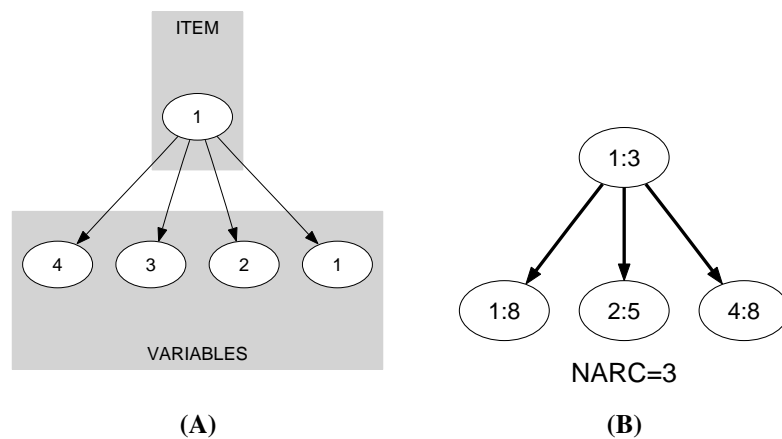 ITEM
1
4 3 2 1
VARIABLES
(A)
1:3
1:8 2:5 4:8
NARC=3
(B)